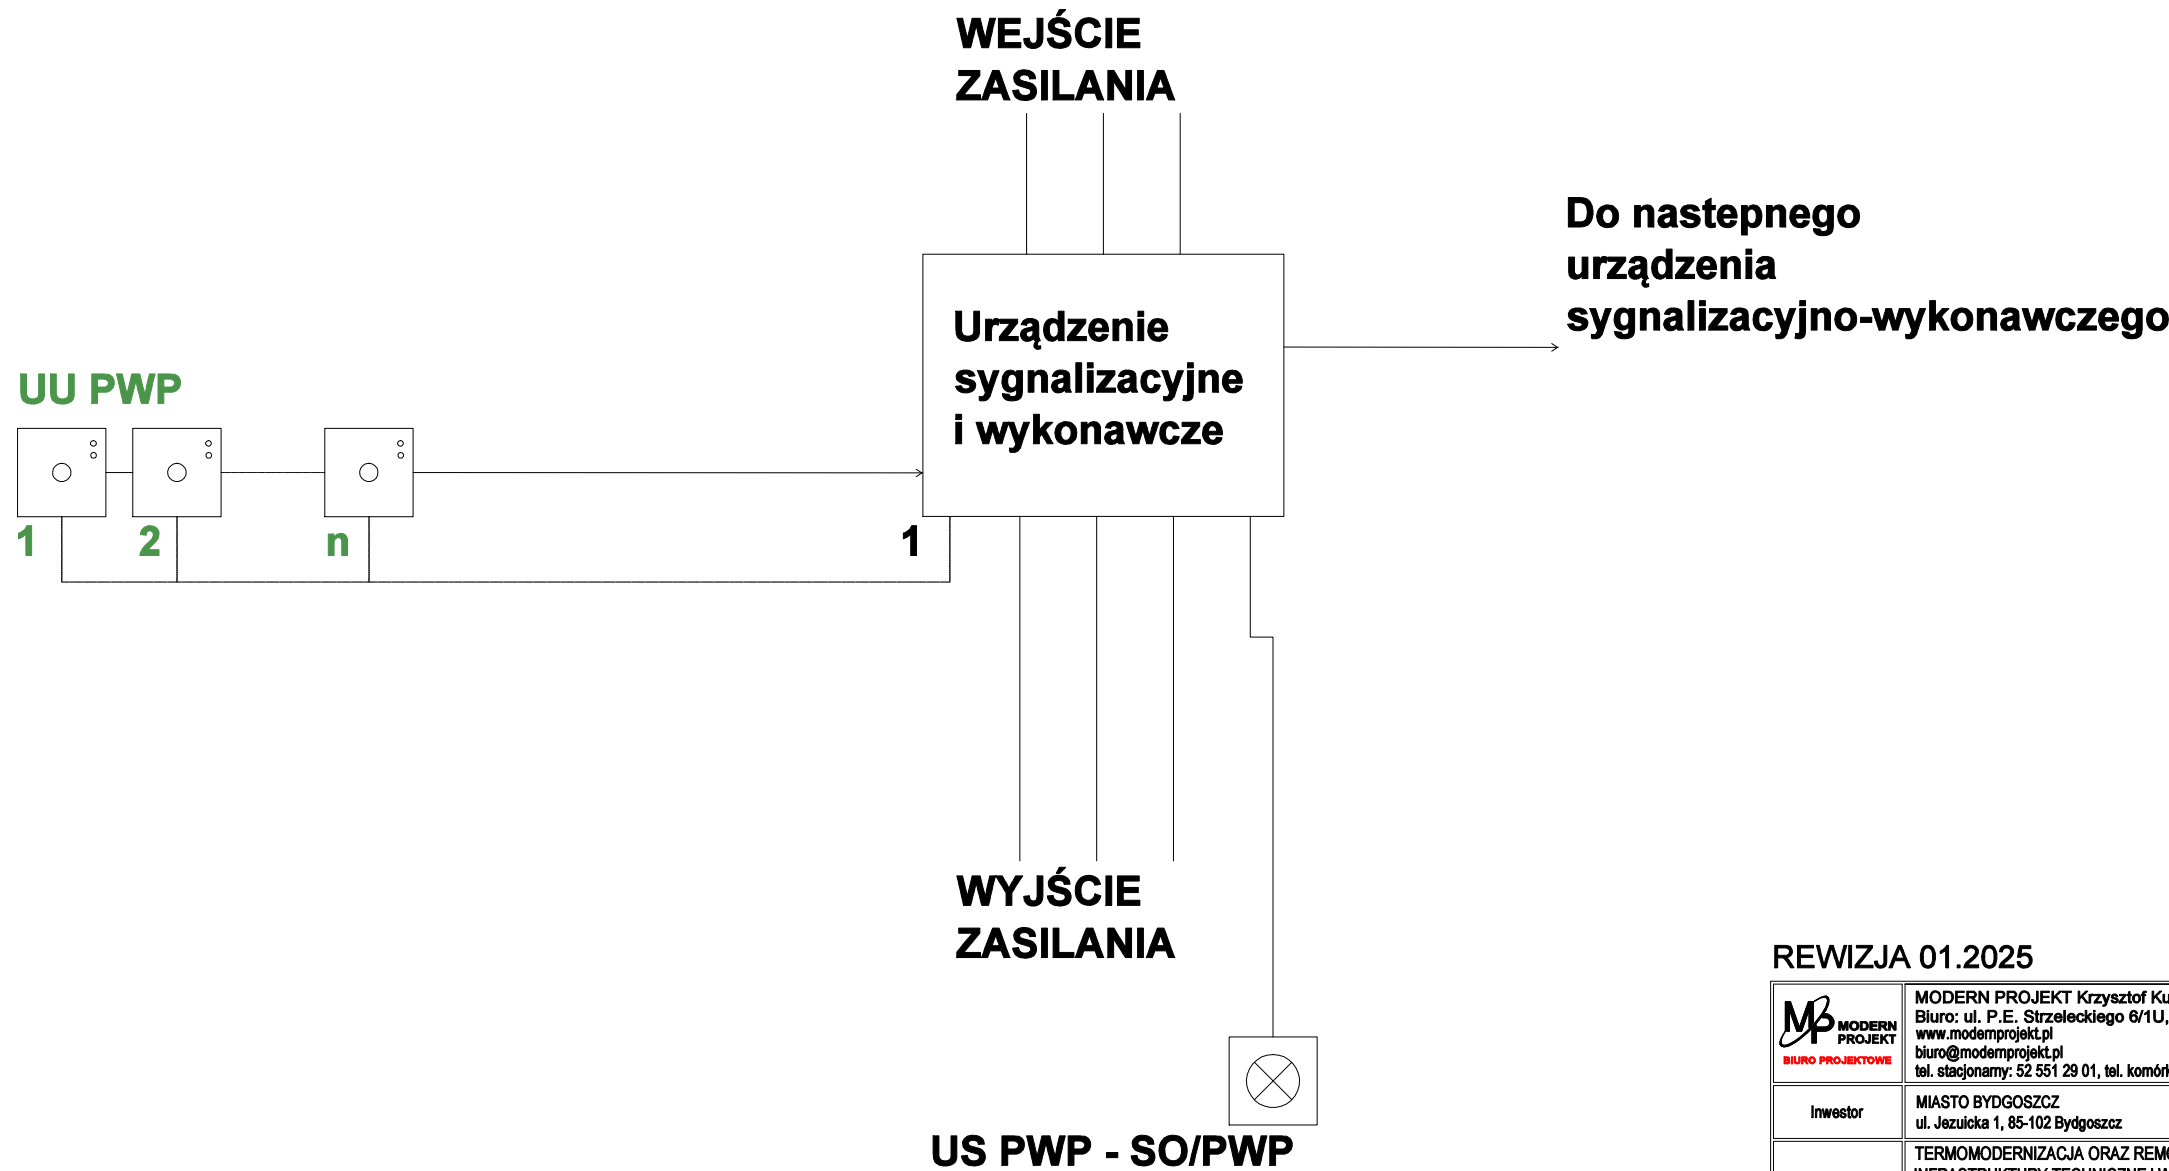 WEJŚCIE
ZASILANIA
Do nastepnego
urządzenia
sygnalizacyjno-wykonawczego
Urządzenie
sygnalizacyjne
i wykonawcze
UU PWP
1
2
n
1
WYJŚCIE
ZASILANIA
US PWP - SO/PWP
REWIZJA 01.2025
MP MODERN
PROJEKT
BIURO PROJEKTOWE
MODERN PROJEKT Krzysztof
Biuro: ul. P.E. Strzeleckiego 6/1U,
www.modernprojekt.pl
biuro@modernprojekt.pl
tel. stacjonarny: 52 551 29 01, tel.
Inwestor
MIASTO BYDGOSZCZ
ul. Jezuicka 1, 85-102 Bydgoszcz
TERMOMODERNIZACJA ORAZ